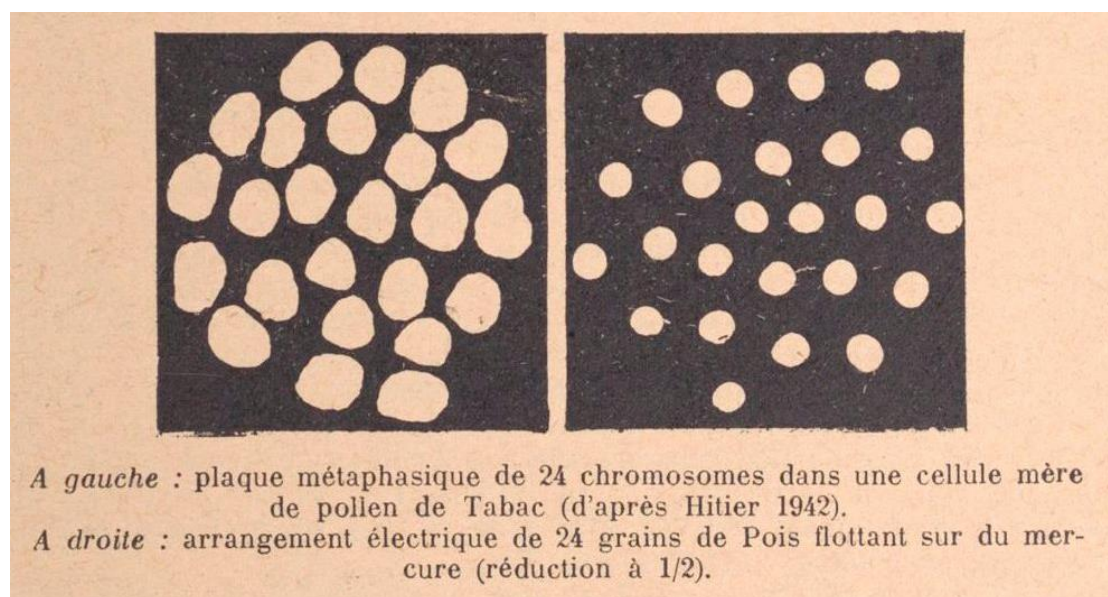 A gauche : plaque métaphasique de 24 chromosomes dans une cellule mère
de pollen de Tabac (d'après Hitier 1942).
A droite : arrangement électrique de 24 grains de Pois flottant sur du mer-
cure (réduction à 1/2).